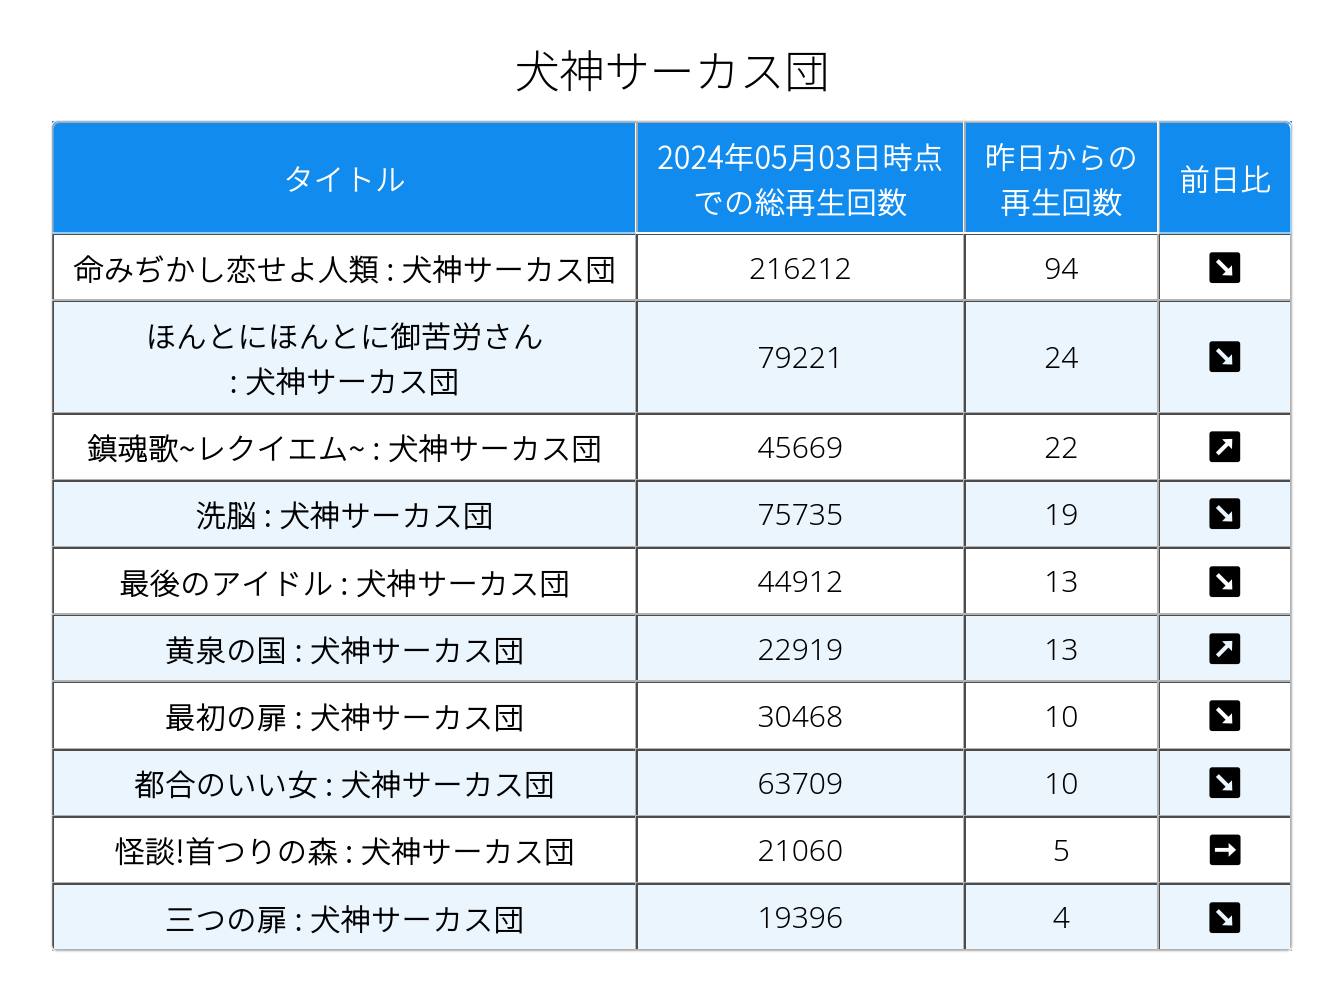 犬神サーカス団
タイトル
2024年05月03日時点
での総再生回数
昨日からの
再生回数
前日比
命みぢかし恋せよ人類 : 犬神サーカス団
216212
94
ほんとにほんとに御苦労さん
: 犬神サーカス団
79221
24
鎮魂歌~レクイエム~ : 犬神サーカス団
45669
22
洗脳 : 犬神サーカス団
75735
19
最後のアイドル : 犬神サーカス団
44912
13
黄泉の国 : 犬神サーカス団
22919
13
最初の扉 : 犬神サーカス団
30468
10
都合のいい女 : 犬神サーカス団
63709
10
怪談!首つりの森 : 犬神サーカス団
21060
5
三つの扉 : 犬神サーカス団
19396
4